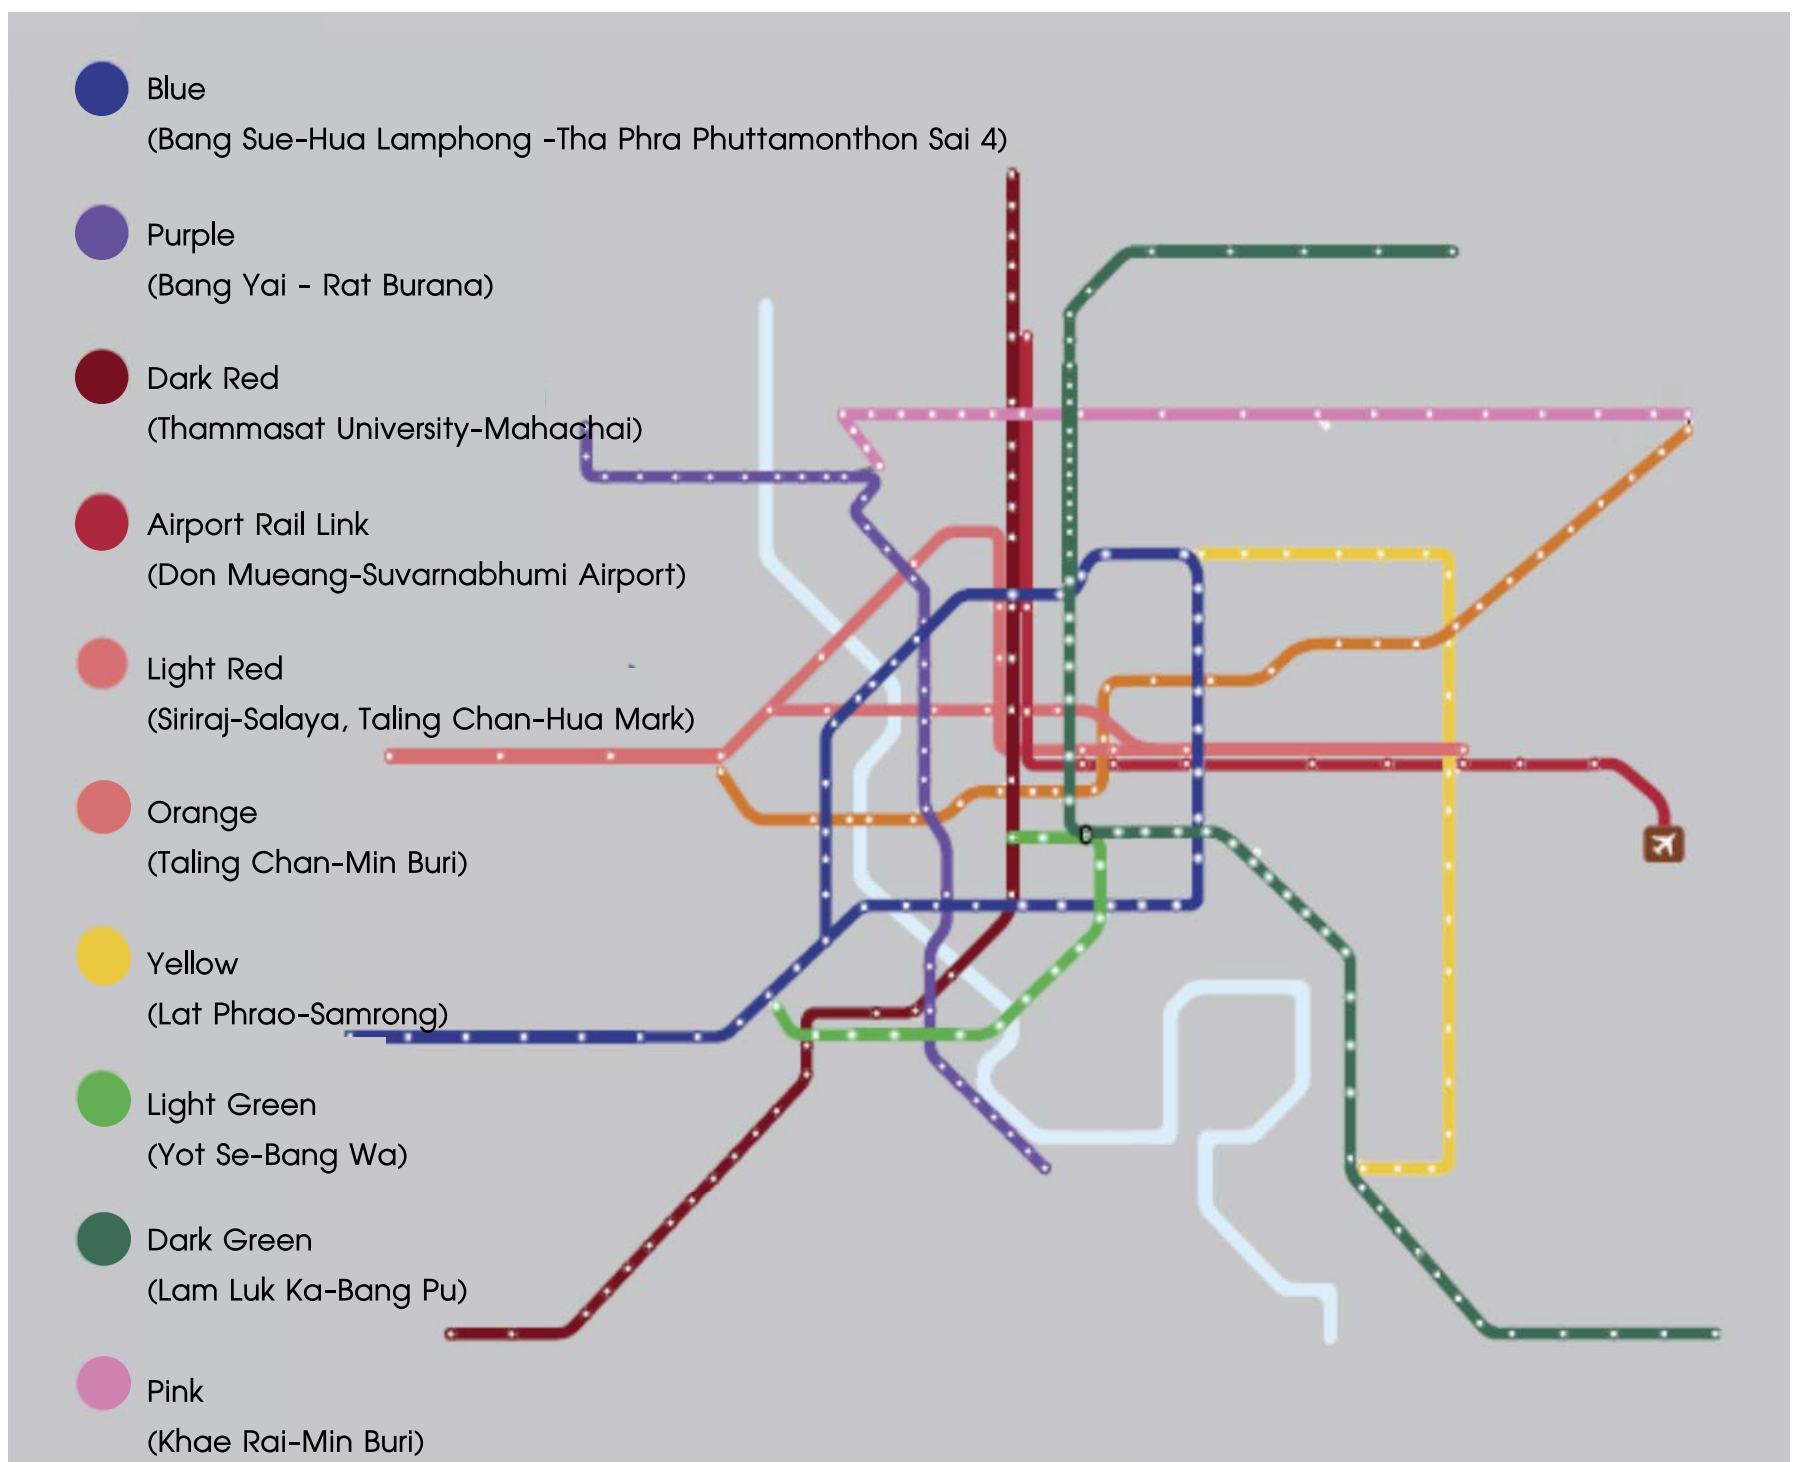 Blue
(Bang Sue-Hua Lamphong -Tha Phra Phuttamonthon Sai 4)
Purple
(Bang Yai - Rat Burana)
Dark Red
(Thammasat University-Mahachai)
Airport Rail Link
(Don Mueang-Suvarnabhumi Airport)
Light Red
(Siriraj-Salaya, Taling Chan-Hua Mark)
Orange
(Taling Chan-Min Buri)
Yellow
(Lat Phrao-Samrong)
Light Green
(Yot Se-Bang Wa)
Dark Green
(Lam Luk Ka-Bang Pu)
Pink
(Khae Rai-Min Buri)